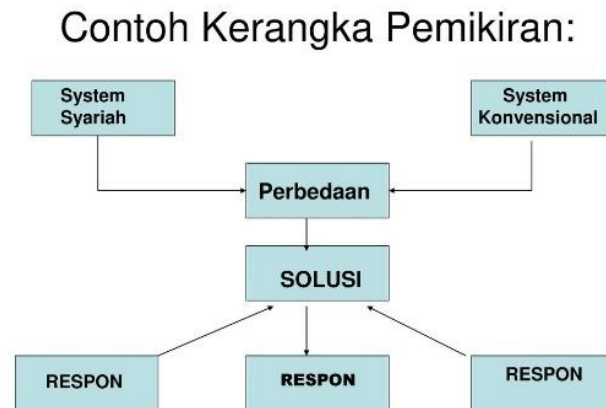 Contoh Kerangka Pemikiran:
System
Syariah
System
Konvensional
Perbedaan
SOLUSI
RESPON
RESPON
RESPON